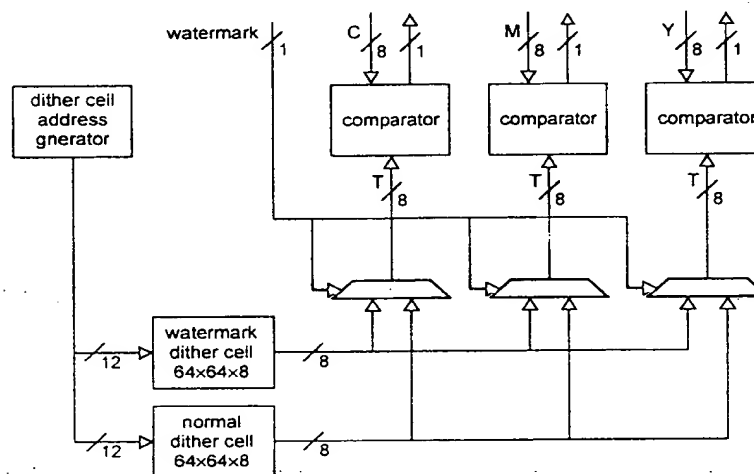 watermark 1 C 8 1 M 8 1 Y 8 1
dither cell
address
gnerator
comparator comparator comparator
T 8 T 8 T 8
watermark
dither cell
64×64×8
12 8
normal
dither cell
64×64×8
12 8